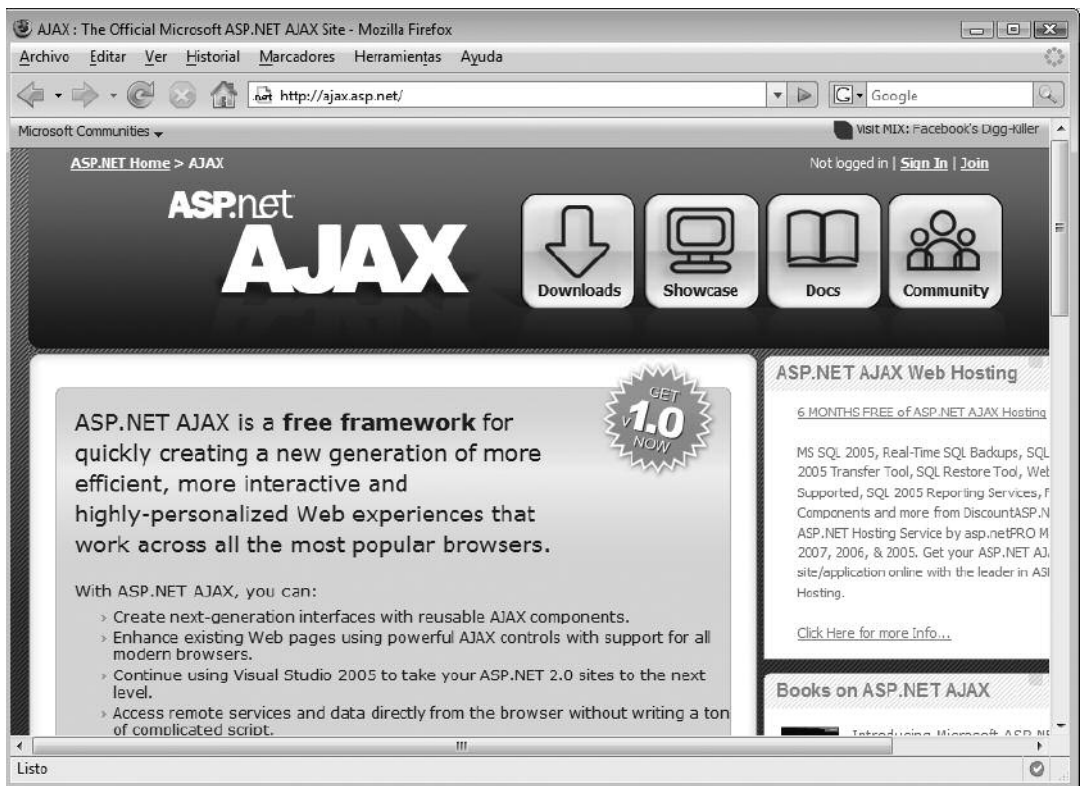 AJAX : The Official Microsoft ASP.NET AJAX Site - Mozilla Firefox
Archivo Editar Ver Historial Marcadores Herramientas Ayuda
http://ajax.asp.net/
Google
Microsoft Communities
Visit MIX: Facebook's Digg-Killer
ASP.NET Home > AJAX
Not logged in | Sign In | Join
ASP.net
AJAX
Downloads
Showcase
Docs
Community
GET
v1.0
NOW
ASP.NET AJAX is a free framework for
quickly creating a new generation of more
efficient, more interactive and
highly-personalized Web experiences that
work across all the most popular browsers.
With ASP.NET AJAX, you can:
› Create next-generation interfaces with reusable AJAX components.
› Enhance existing Web pages using powerful AJAX controls with support for all
modern browsers.
› Continue using Visual Studio 2005 to take your ASP.NET 2.0 sites to the next
level.
› Access remote services and data directly from the browser without writing a ton
of complicated script.
ASP.NET AJAX Web Hosting
6 MONTHS FREE of ASP.NET AJAX Hosting
MS SQL 2005, Real-Time SQL Backups, SQL
2005 Transfer Tool, SQL Restore Tool, Web
Supported, SQL 2005 Reporting Services, F
Components and more from DiscountASP.N
ASP.NET Hosting Service by asp.netPRO M
2007, 2006, & 2005. Get your ASP.NET AJ
site/application online with the leader in ASP
Hosting.
Click Here for more Info...
Books on ASP.NET AJAX
Introducing Microsoft ASP.NE
Listo